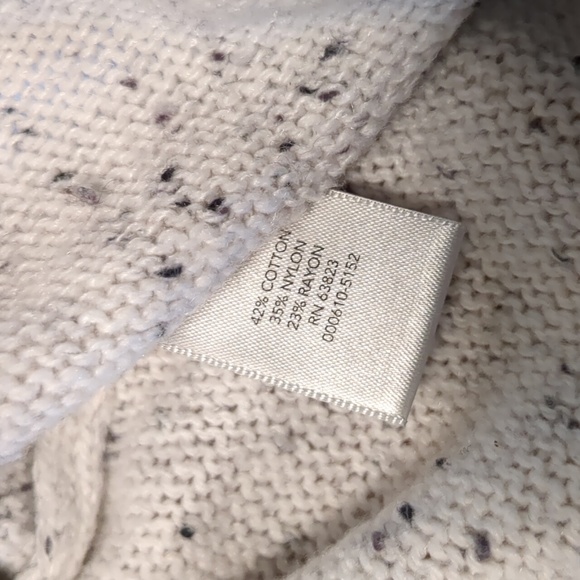 42% COTTON
35% NYLON
23% RAYON
RN 63823
000610-5152